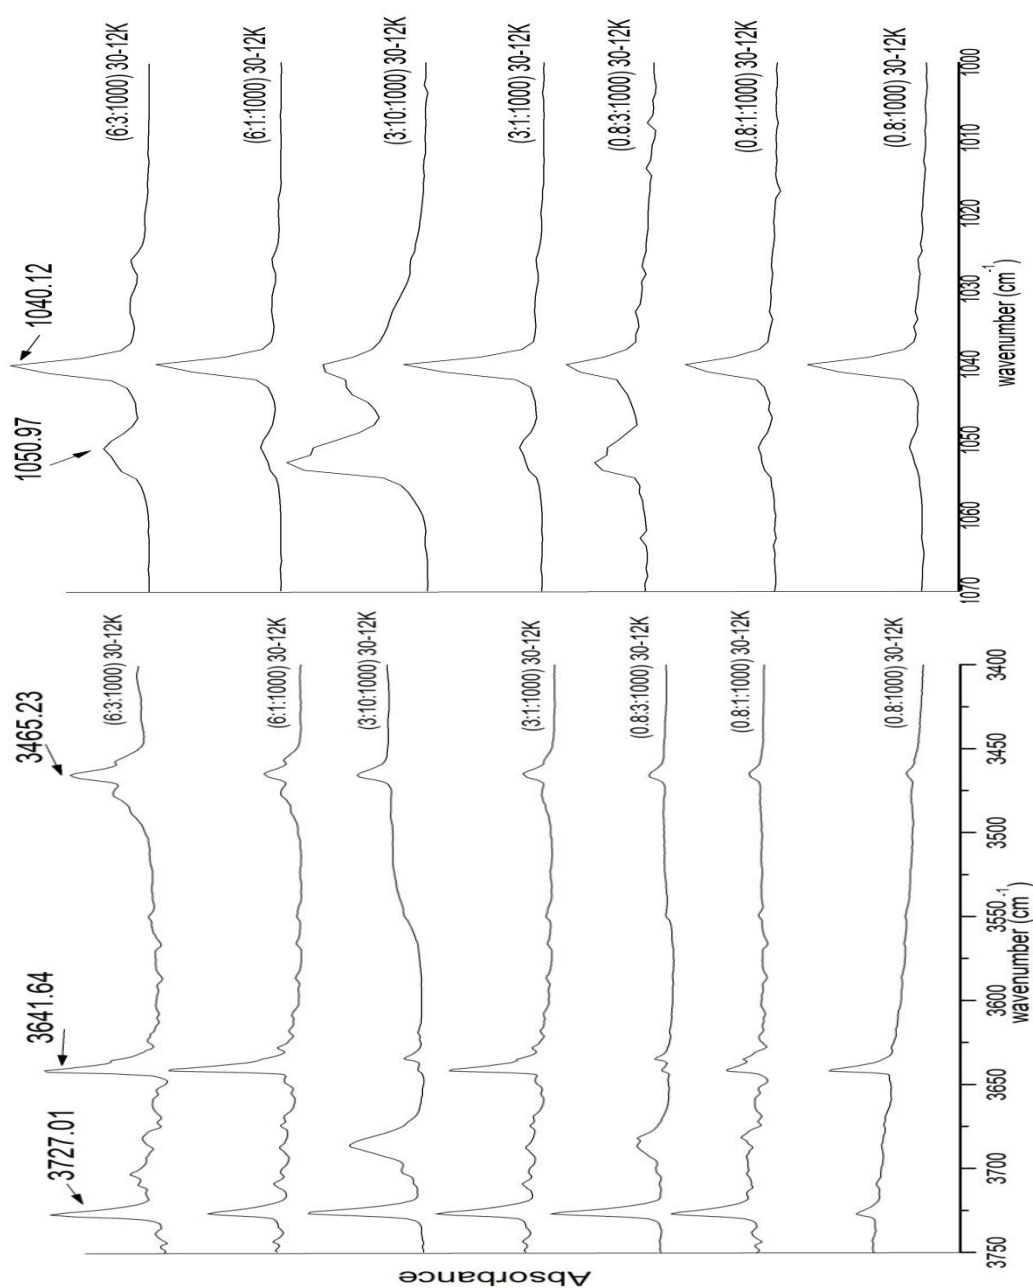 Absorbance
3727.01
3641.64
3465.23
(6:3:1000) 30-12K
(6:1:1000) 30-12K
(3:10:1000) 30-12K
(3:1:1000) 30-12K
(0.8:3:1000) 30-12K
(0.8:1:1000) 30-12K
(0.8:1000) 30-12K
3750 3700 3650 3600 3550 3500 3450 3400
wavenumber (cm-1)
1050.97
1040.12
(6:3:1000) 30-12K
(6:1:1000) 30-12K
(3:10:1000) 30-12K
(3:1:1000) 30-12K
(0.8:3:1000) 30-12K
(0.8:1:1000) 30-12K
(0.8:1000) 30-12K
1070 1060 1050 1040 1030 1020 1010 1000
wavenumber (cm-1)